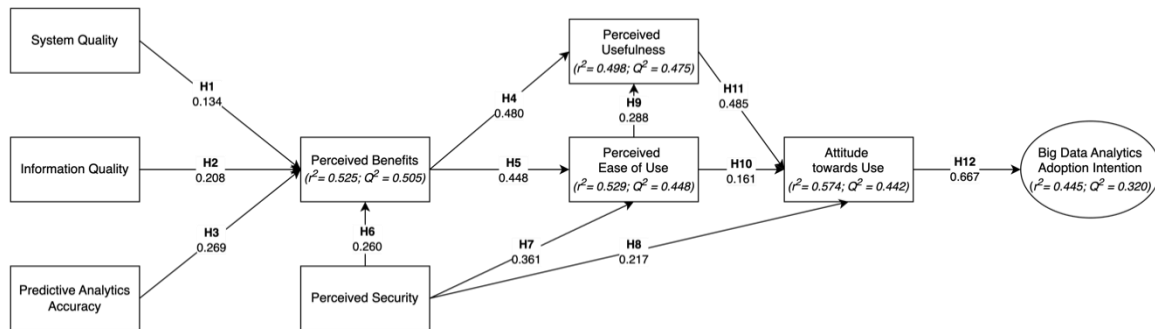 System Quality
H1
0.134
Information Quality
H2
0.208
Predictive Analytics
Accuracy
H3
0.269
Perceived Benefits
(r²= 0.525; Q² = 0.505)
H6
0.260
Perceived Security
H4
0.480
H5
0.448
H7
0.361
H8
0.217
Perceived
Usefulness
(r²= 0.498; Q² = 0.475)
H9
0.288
Perceived
Ease of Use
(r²= 0.529; Q² = 0.448)
H11
0.485
H10
0.161
Attitude
towards Use
(r²= 0.574; Q² = 0.442)
H12
0.667
Big Data Analytics
Adoption Intention
(r²= 0.445; Q² = 0.320)